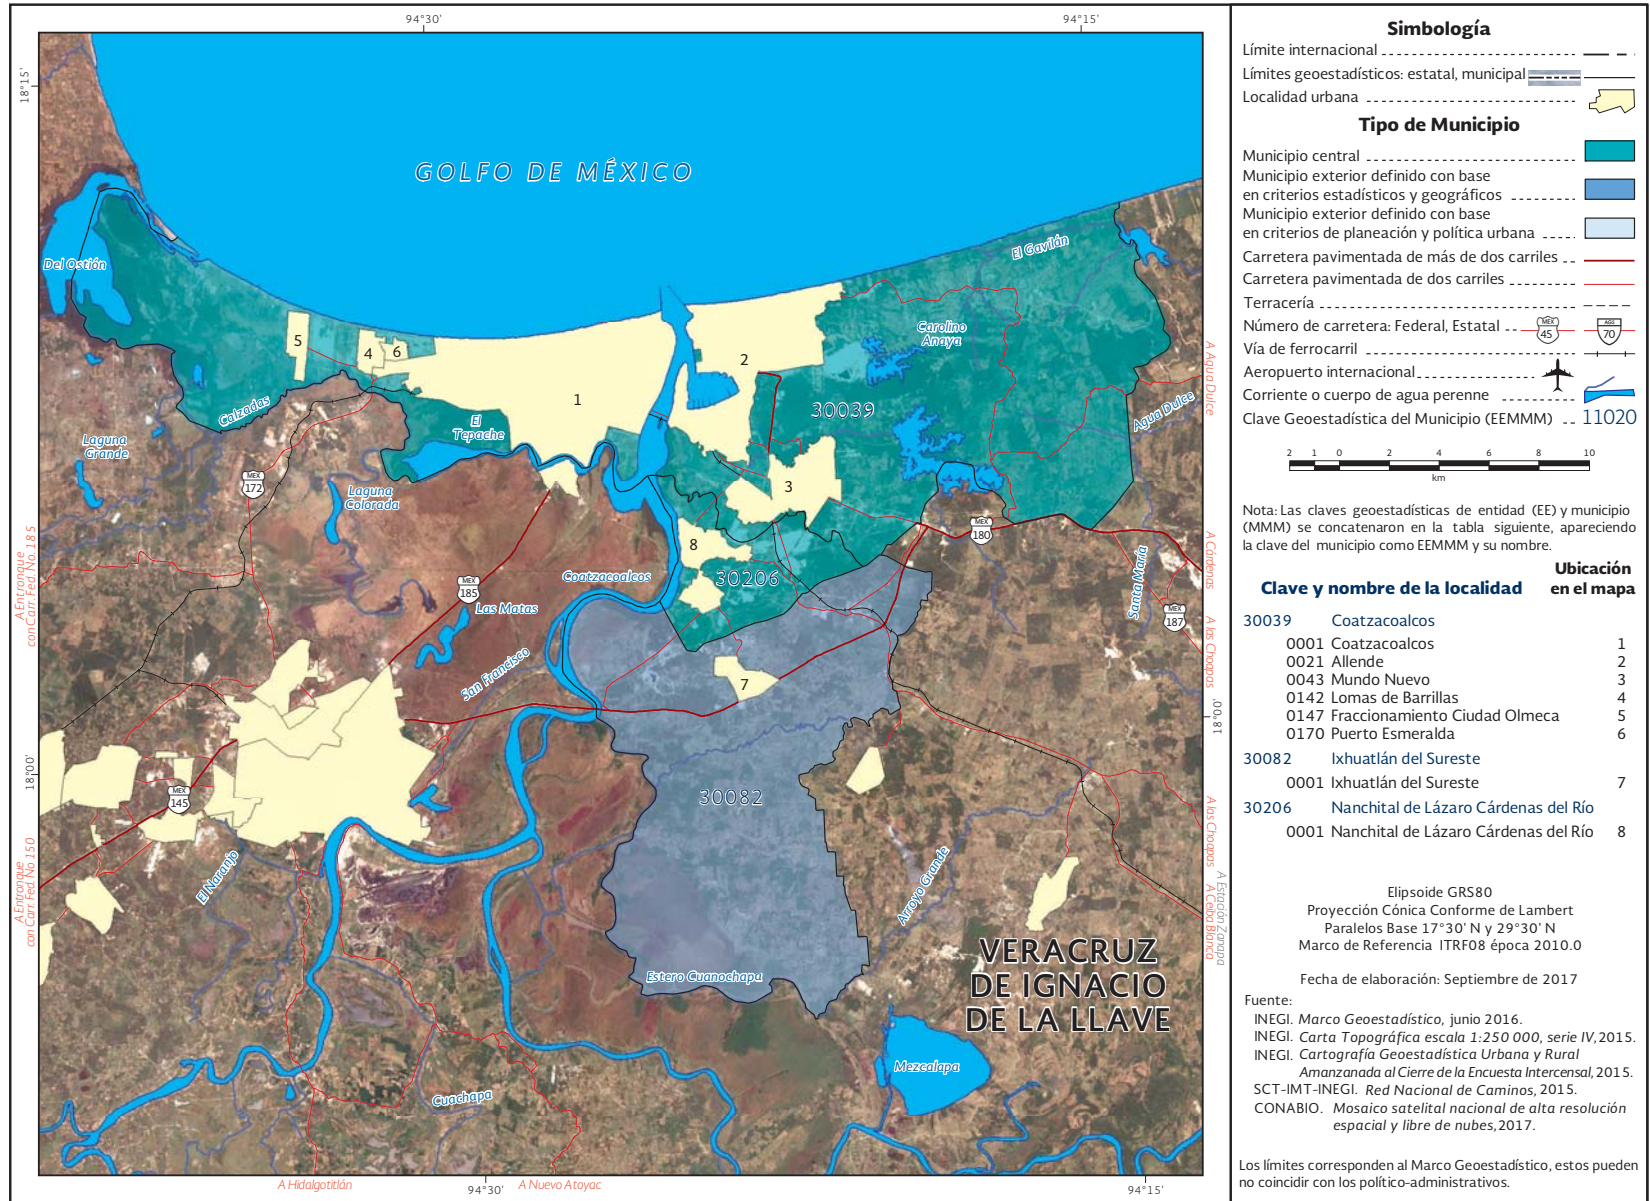 94°30'
94°15'
18°15'
GOLFO DE MÉXICO
Del Ostión
El Gavilán
Carolino
Anaya
5
4
6
2
1
30039
A Agua Dulce
Calzadas
El
Tepache
Agua Dulce
Laguna
Grande
MEX
172
Laguna
Colorada
3
MEX
180
8
A Entronque
con Carr. Fed. No. 185
A Cárdenas
Coatzacoalcos
30206
MEX
185
Las Matas
Santa María
MEX
187
A las Choapas
San Francisco
7
18°00'
18°00'
MEX
145
30082
A las Choapas
El Naranjo
Arroyo Grande
A Entronque
con Carr. Fed. No 150
A Estación Zanapa
A Ceiba Blanca
Estero Cuanochapa
VERACRUZ
DE IGNACIO
DE LA LLAVE
Mezcalapa
Cuachapa
A Hidalgotitlán
94°30'
A Nuevo Atoyac
94°15'
Simbología
Límite internacional
Límites geoestadísticos: estatal, municipal
Localidad urbana
Tipo de Municipio
Municipio central
Municipio exterior definido con base
en criterios estadísticos y geográficos
Municipio exterior definido con base
en criterios de planeación y política urbana
Carretera pavimentada de más de dos carriles
Carretera pavimentada de dos carriles
Terracería
Número de carretera: Federal, Estatal MEX 45 AGS 70
Vía de ferrocarril
Aeropuerto internacional
Corriente o cuerpo de agua perenne
Clave Geoestadística del Municipio (EEMMM) 11020
2 1 0 2 4 6 8 10
km
Nota: Las claves geoestadísticas de entidad (EE) y municipio
(MMM) se concatenaron en la tabla siguiente, apareciendo
la clave del municipio como EEMMM y su nombre.
Clave y nombre de la localidad Ubicación en el mapa
30039 Coatzacoalcos
0001 Coatzacoalcos 1
0021 Allende 2
0043 Mundo Nuevo 3
0142 Lomas de Barrillas 4
0147 Fraccionamiento Ciudad Olmeca 5
0170 Puerto Esmeralda 6
30082 Ixhuatlán del Sureste
0001 Ixhuatlán del Sureste 7
30206 Nanchital de Lázaro Cárdenas del Río
0001 Nanchital de Lázaro Cárdenas del Río 8
Elipsoide GRS80
Proyección Cónica Conforme de Lambert
Paralelos Base 17°30' N y 29°30' N
Marco de Referencia ITRF08 época 2010.0
Fecha de elaboración: Septiembre de 2017
Fuente:
INEGI. Marco Geoestadístico, junio 2016.
INEGI. Carta Topográfica escala 1:250 000, serie IV, 2015.
INEGI. Cartografía Geoestadística Urbana y Rural
Amanzanada al Cierre de la Encuesta Intercensal, 2015.
SCT-IMT-INEGI. Red Nacional de Caminos, 2015.
CONABIO. Mosaico satelital nacional de alta resolución
espacial y libre de nubes, 2017.
Los límites corresponden al Marco Geoestadístico, estos pueden
no coincidir con los político-administrativos.